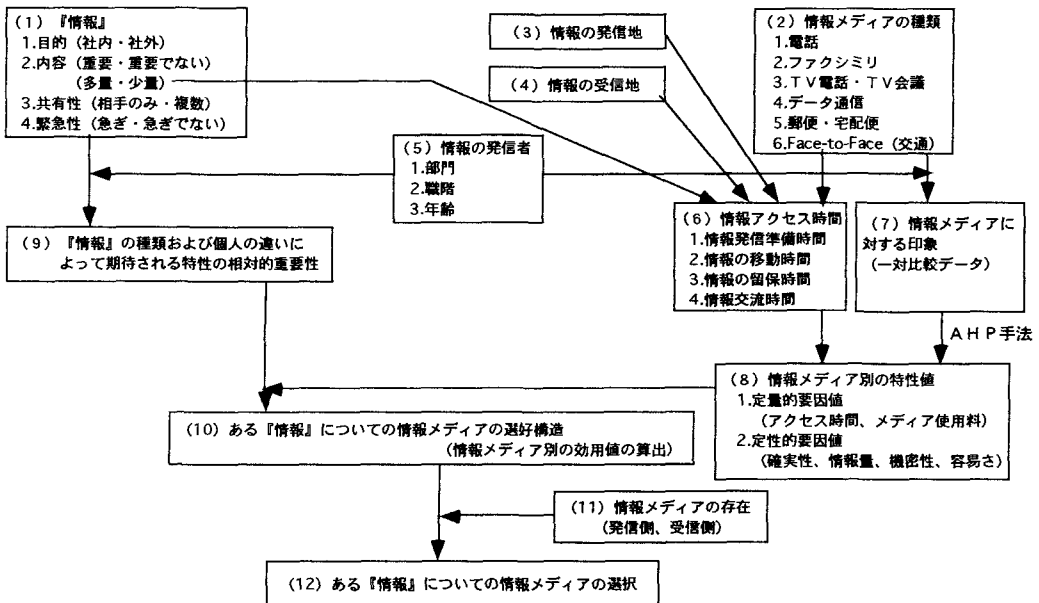 (1) 『情報』
1.目的（社内・社外）
2.内容（重要・重要でない）
（多量・少量）
3.共有性（相手のみ・複数）
4.緊急性（急ぎ・急ぎでない）
(2) 情報メディアの種類
1.電話
2.ファクシミリ
3.ＴＶ電話・ＴＶ会議
4.データ通信
5.郵便・宅配便
6.Face-to-Face（交通）
(3) 情報の発信地
(4) 情報の受信地
(5) 情報の発信者
1.部門
2.職階
3.年齢
(6) 情報アクセス時間
1.情報発信準備時間
2.情報の移動時間
3.情報の留保時間
4.情報交流時間
(7) 情報メディアに
対する印象
（一対比較データ）
ＡＨＰ手法
(9) 『情報』の種類および個人の違いに
よって期待される特性の相対的重要性
(8) 情報メディア別の特性値
1.定量的要因値
（アクセス時間、メディア使用料）
2.定性的要因値
（確実性、情報量、機密性、容易さ）
(10) ある『情報』についての情報メディアの選好構造
（情報メディア別の効用値の算出）
(11) 情報メディアの存在
（発信側、受信側）
(12) ある『情報』についての情報メディアの選択